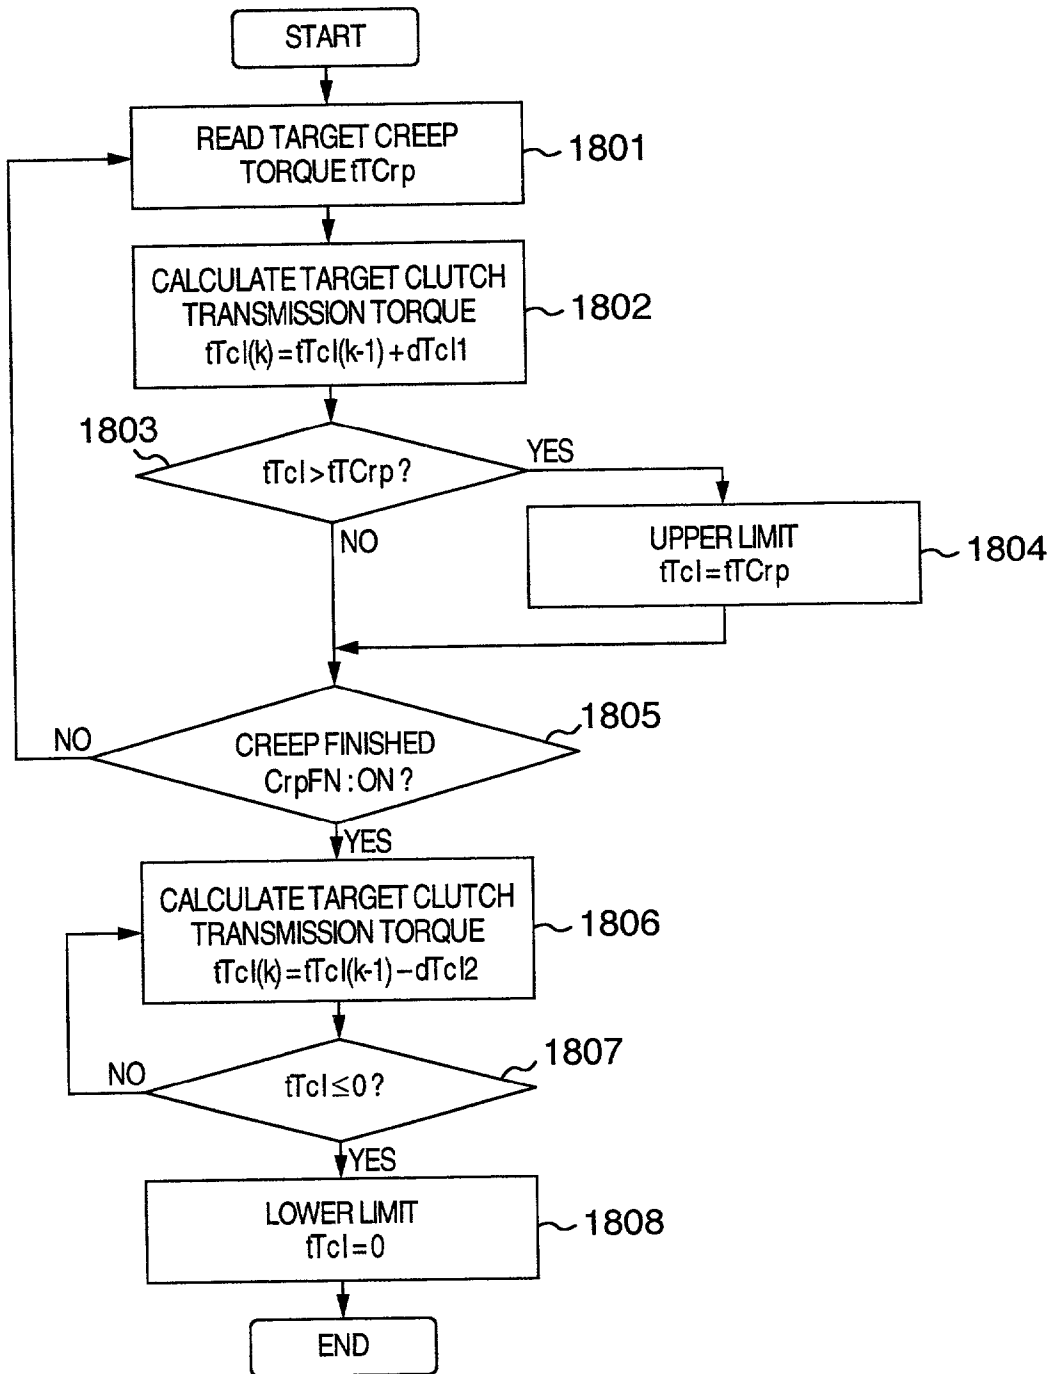 START
READ TARGET CREEP
TORQUE tTCrp
1801
CALCULATE TARGET CLUTCH
TRANSMISSION TORQUE
tTcl(k)=tTcl(k-1)+dTcl1
1802
1803
tTcl>tTCrp?
YES
NO
UPPER LIMIT
tTcl=tTCrp
1804
1805
NO
CREEP FINISHED
CrpFN:ON?
YES
CALCULATE TARGET CLUTCH
TRANSMISSION TORQUE
tTcl(k)=tTcl(k-1)-dTcl2
1806
1807
NO
tTcl≤0?
YES
LOWER LIMIT
tTcl=0
1808
END